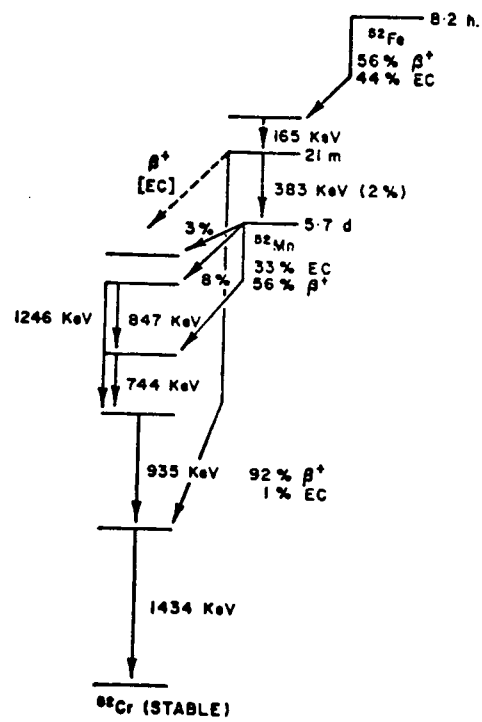 8·2 h.
⁵²Fe
56% β⁺
44% EC
165 KeV
21 m
β⁺
[EC]
383 KeV (2%)
5·7 d
3%
⁵²Mn
8%
33% EC
56% β⁺
1246 KeV
847 KeV
744 KeV
935 KeV
92% β⁺
1% EC
1434 KeV
⁵²Cr (STABLE)